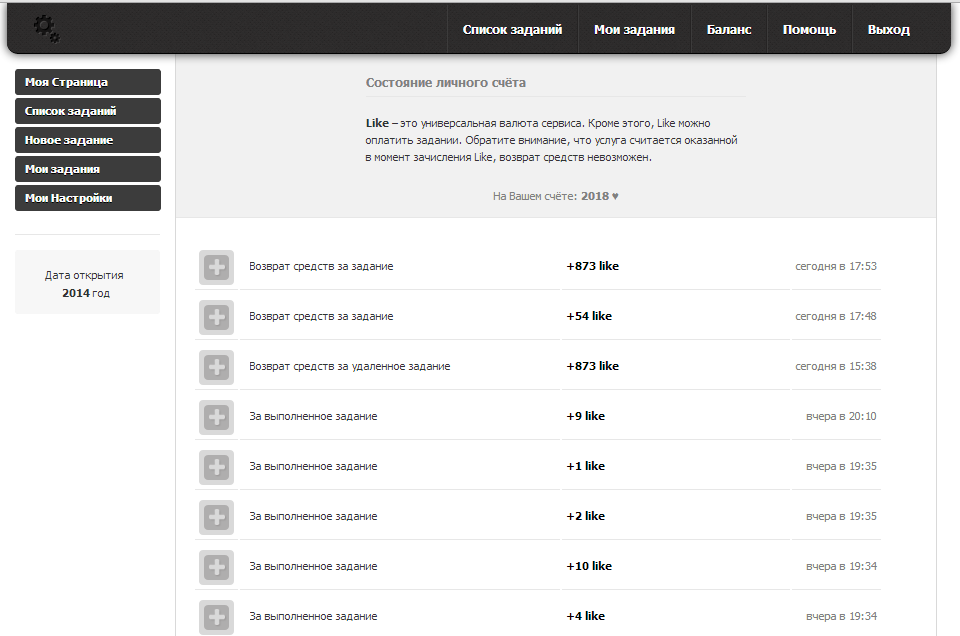 Список заданий
Мои задания
Баланс
Помощь
Выход
Моя Страница
Список заданий
Новое задание
Мои задания
Мои Настройки
Дата открытия
2014 год
Состояние личного счёта
Like – это универсальная валюта сервиса. Кроме этого, Like можно
оплатить задании. Обратите внимание, что услуга считается оказанной
в момент зачисления Like, возврат средств невозможен.
На Вашем счёте: 2018 ♥
Возврат средств за задание +873 like сегодня в 17:53
Возврат средств за задание +54 like сегодня в 17:48
Возврат средств за удаленное задание +873 like сегодня в 15:38
За выполненное задание +9 like вчера в 20:10
За выполненное задание +1 like вчера в 19:35
За выполненное задание +2 like вчера в 19:35
За выполненное задание +10 like вчера в 19:34
За выполненное задание +4 like вчера в 19:34